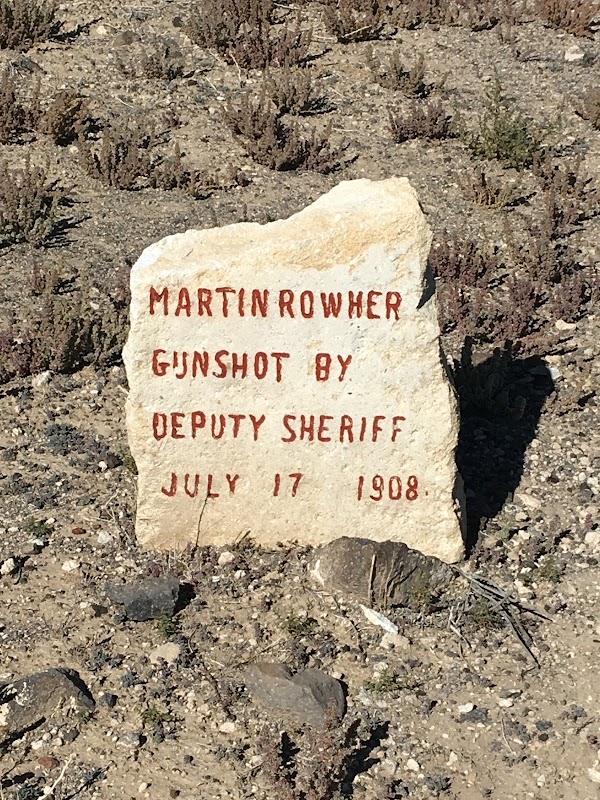 MARTIN ROWHER
GUNSHOT BY
DEPUTY SHERIFF
JULY 17 1908.